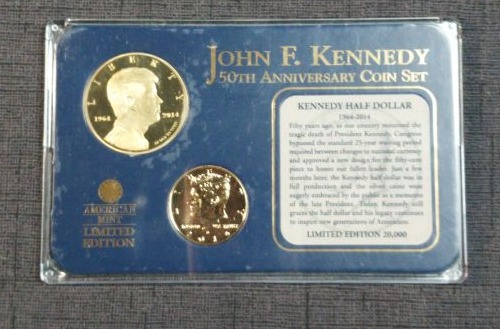 JOHN F. KENNEDY
50TH ANNIVERSARY COIN SET
LIBERTY
1964 2014
KENNEDY HALF DOLLAR
1964-2014
Fifty years ago, as our country mourned the
tragic death of President Kennedy, Congress
bypassed the standard 25-year waiting period
required between changes to national currency
and approved a new design for the fifty-cent
piece to honor our fallen leader. Just a few
months later, the Kennedy half dollar was in
full production and the silver coins were
eagerly embraced by the public as a memento
of the late President. Today, Kennedy still
graces the half dollar and his legacy continues
to inspire new generations of Americans.
LIMITED EDITION 20,000
AMERICAN
MINT
LIMITED
EDITION